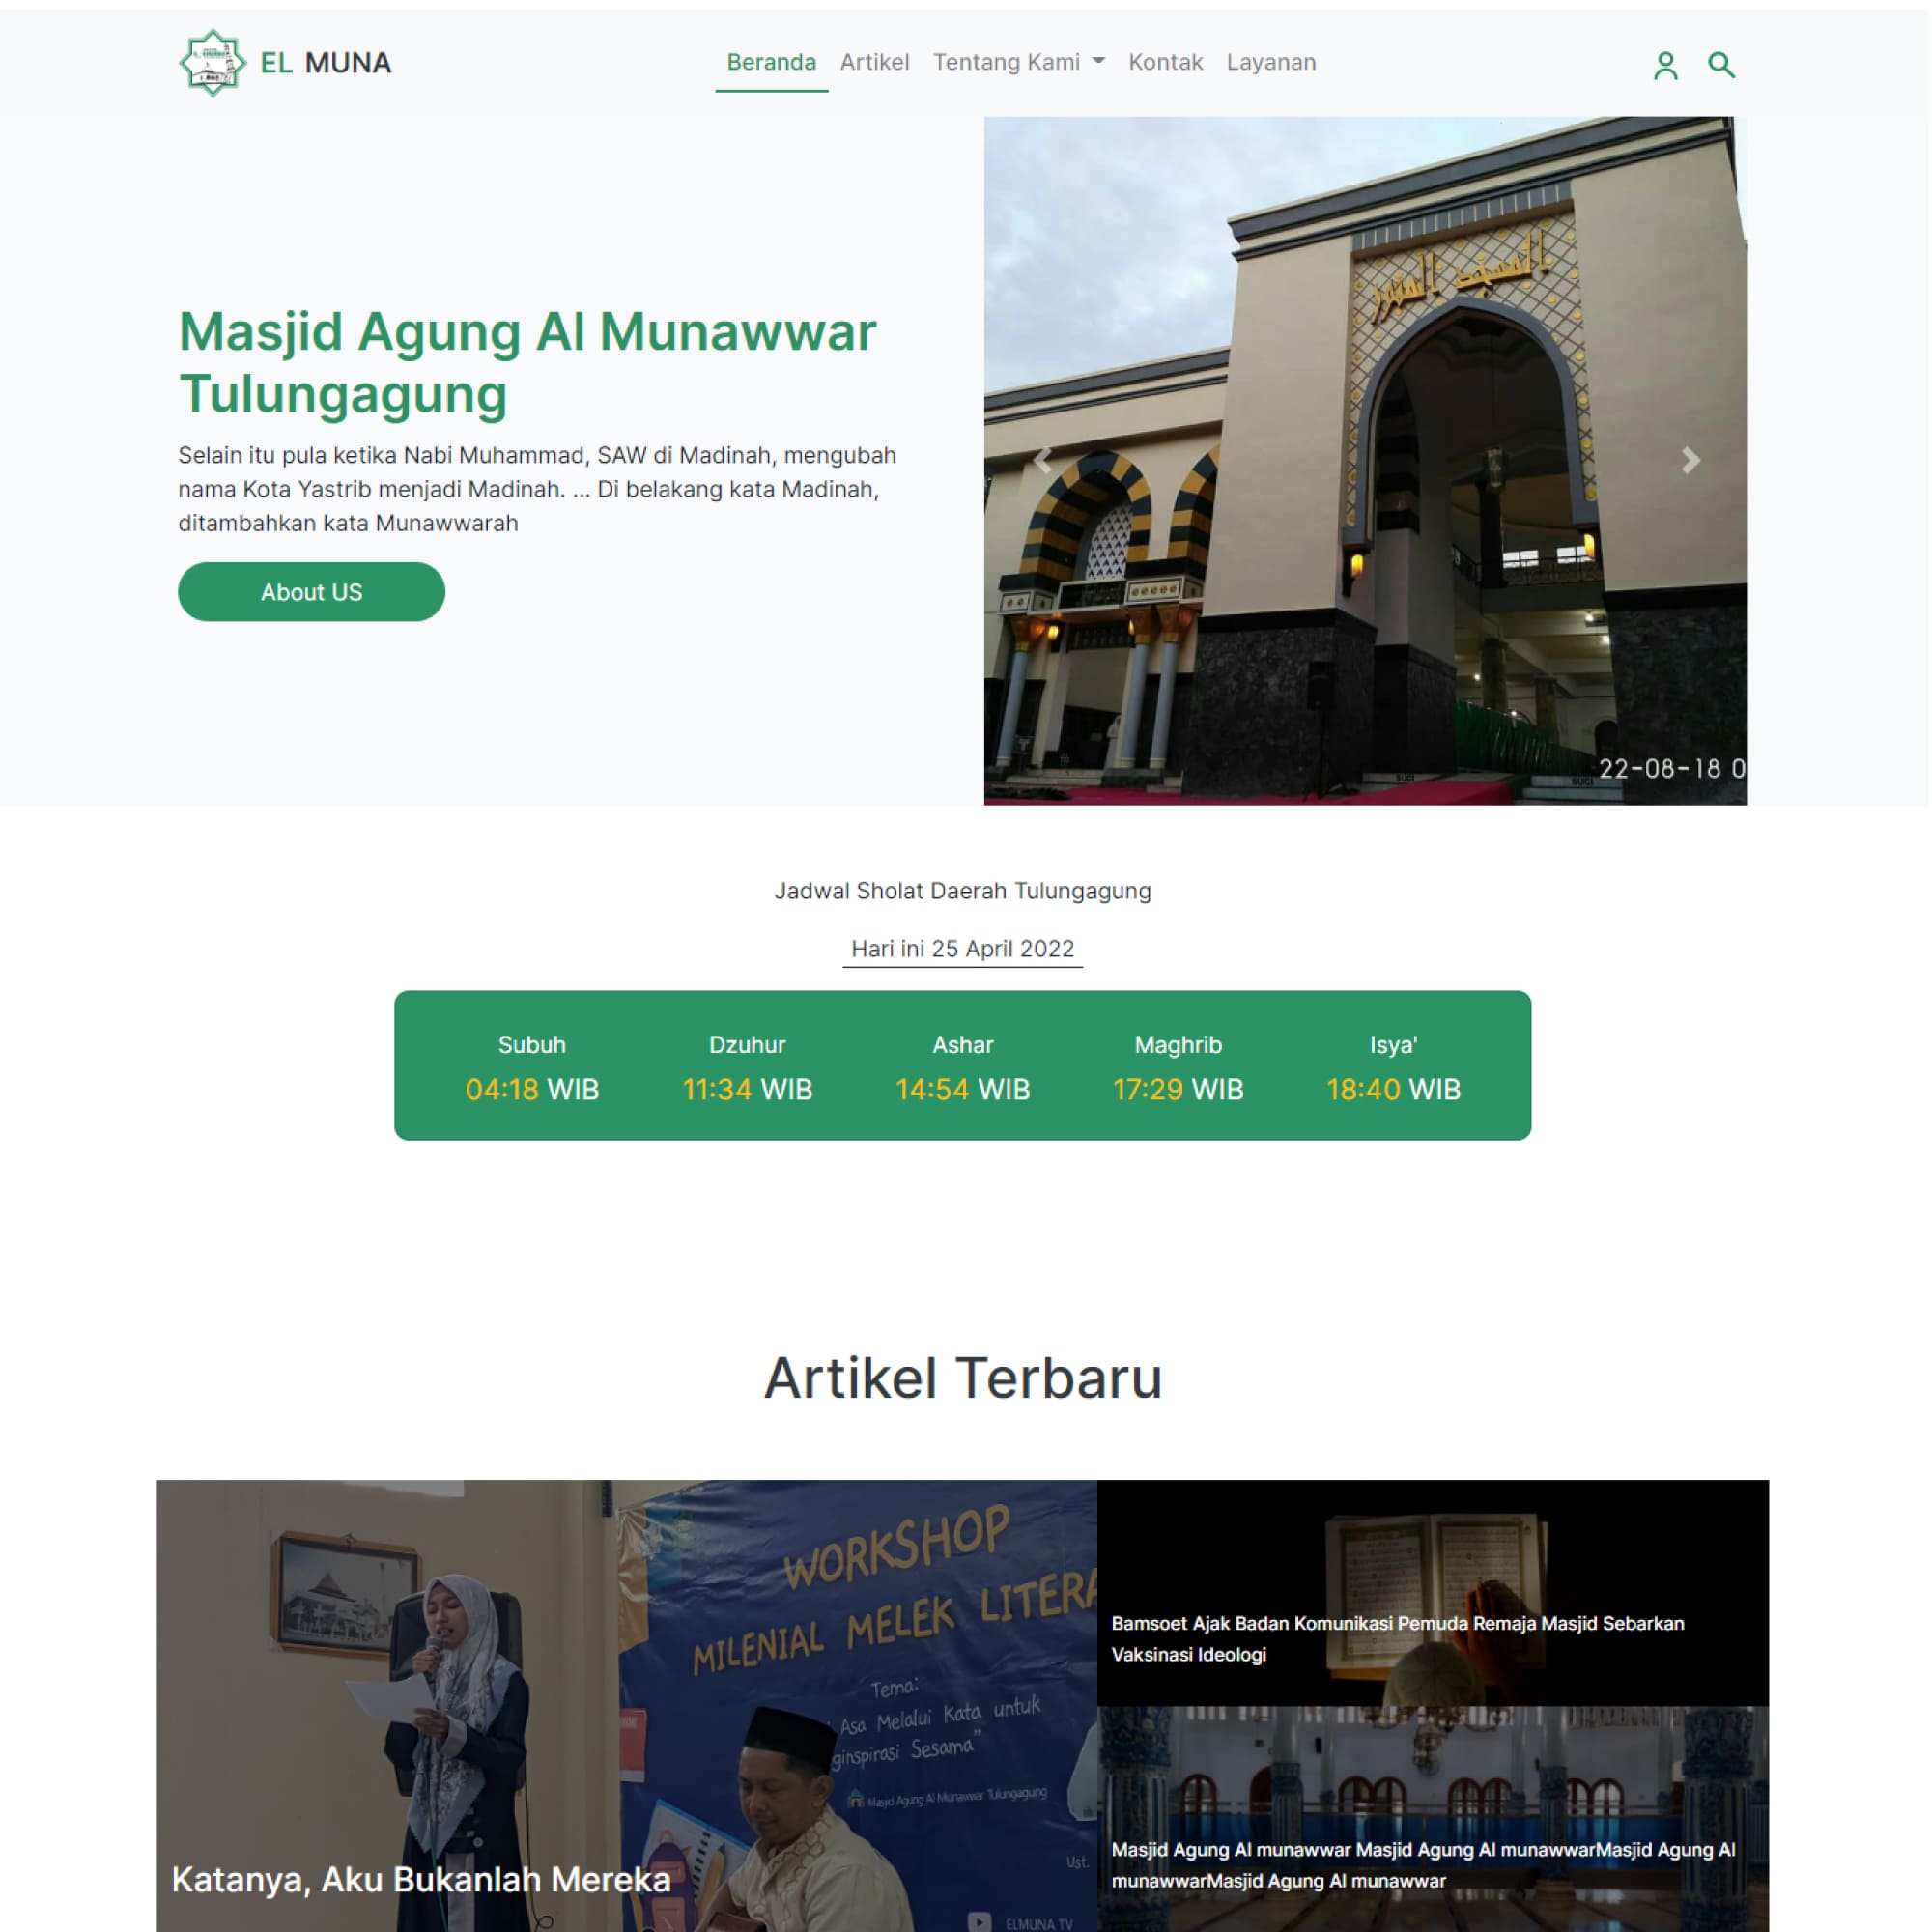 EL MUNA
Beranda Artikel Tentang Kami Kontak Layanan
Masjid Agung Al Munawwar
Tulungagung
Selain itu pula ketika Nabi Muhammad, SAW di Madinah, mengubah
nama Kota Yastrib menjadi Madinah. ... Di belakang kata Madinah,
ditambahkan kata Munawwarah
About US
المسجد المنور
SUCI
SUCI
22-08-18 0
Jadwal Sholat Daerah Tulungagung
Hari ini 25 April 2022
Subuh Dzuhur Ashar Maghrib Isya'
04:18 WIB 11:34 WIB 14:54 WIB 17:29 WIB 18:40 WIB
Artikel Terbaru
WORKSHOP
MILENIAL MELEK LITERA
Tema:
Asa Melalui Kata untuk
ginspirasi Sesama"
Masjid Agung Al Munawwar Tulungagung
Ust.
ELMUNA TV
Katanya, Aku Bukanlah Mereka
Bamsoet Ajak Badan Komunikasi Pemuda Remaja Masjid Sebarkan
Vaksinasi Ideologi
Masjid Agung Al munawwar Masjid Agung Al munawwarMasjid Agung Al
munawwarMasjid Agung Al munawwar